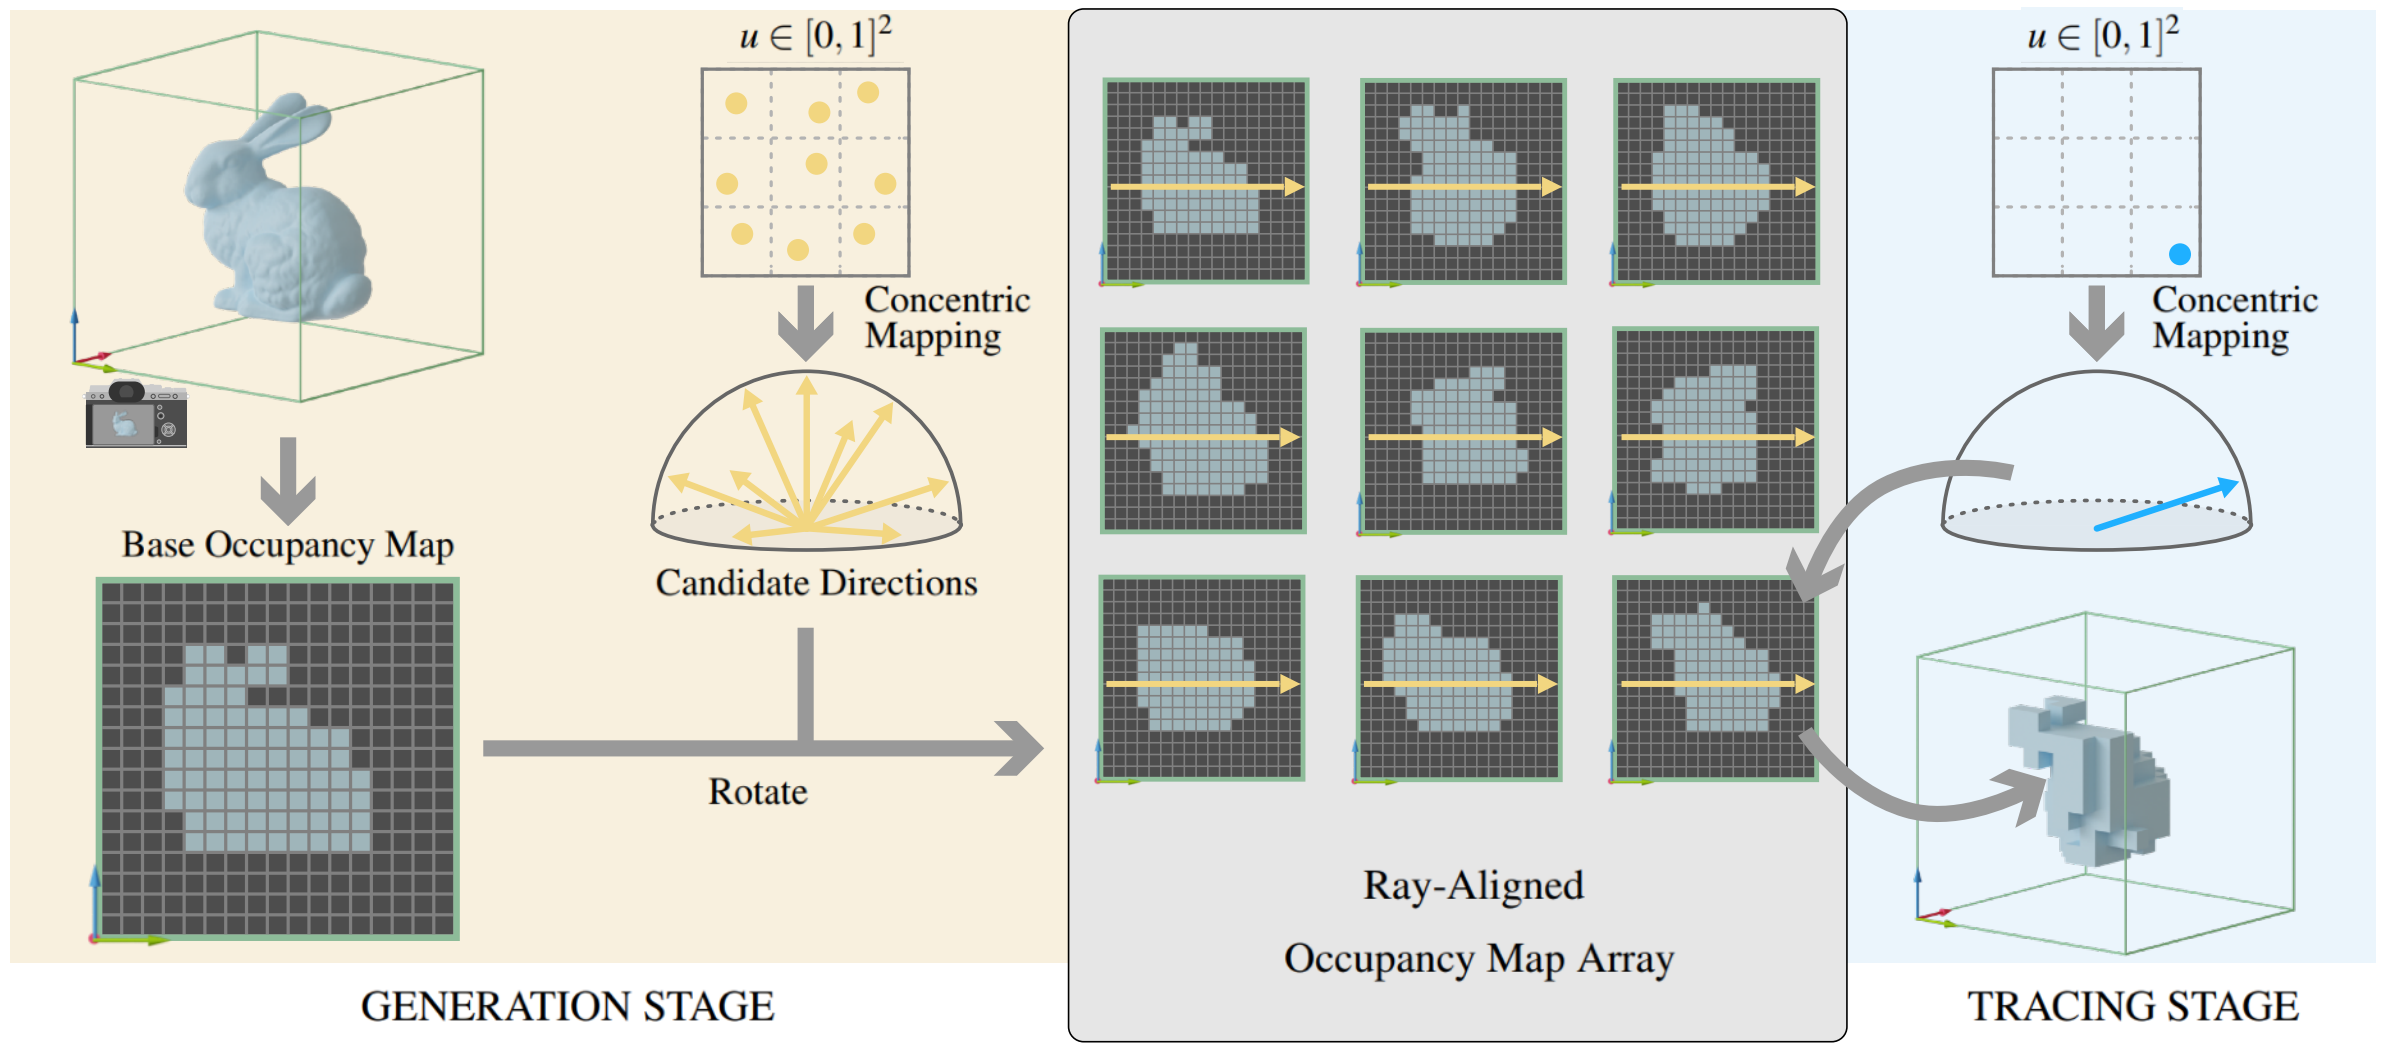 u ∈ [0, 1]²
Concentric
Mapping
Base Occupancy Map
Candidate Directions
Rotate
GENERATION STAGE
Ray-Aligned
Occupancy Map Array
u ∈ [0, 1]²
Concentric
Mapping
TRACING STAGE